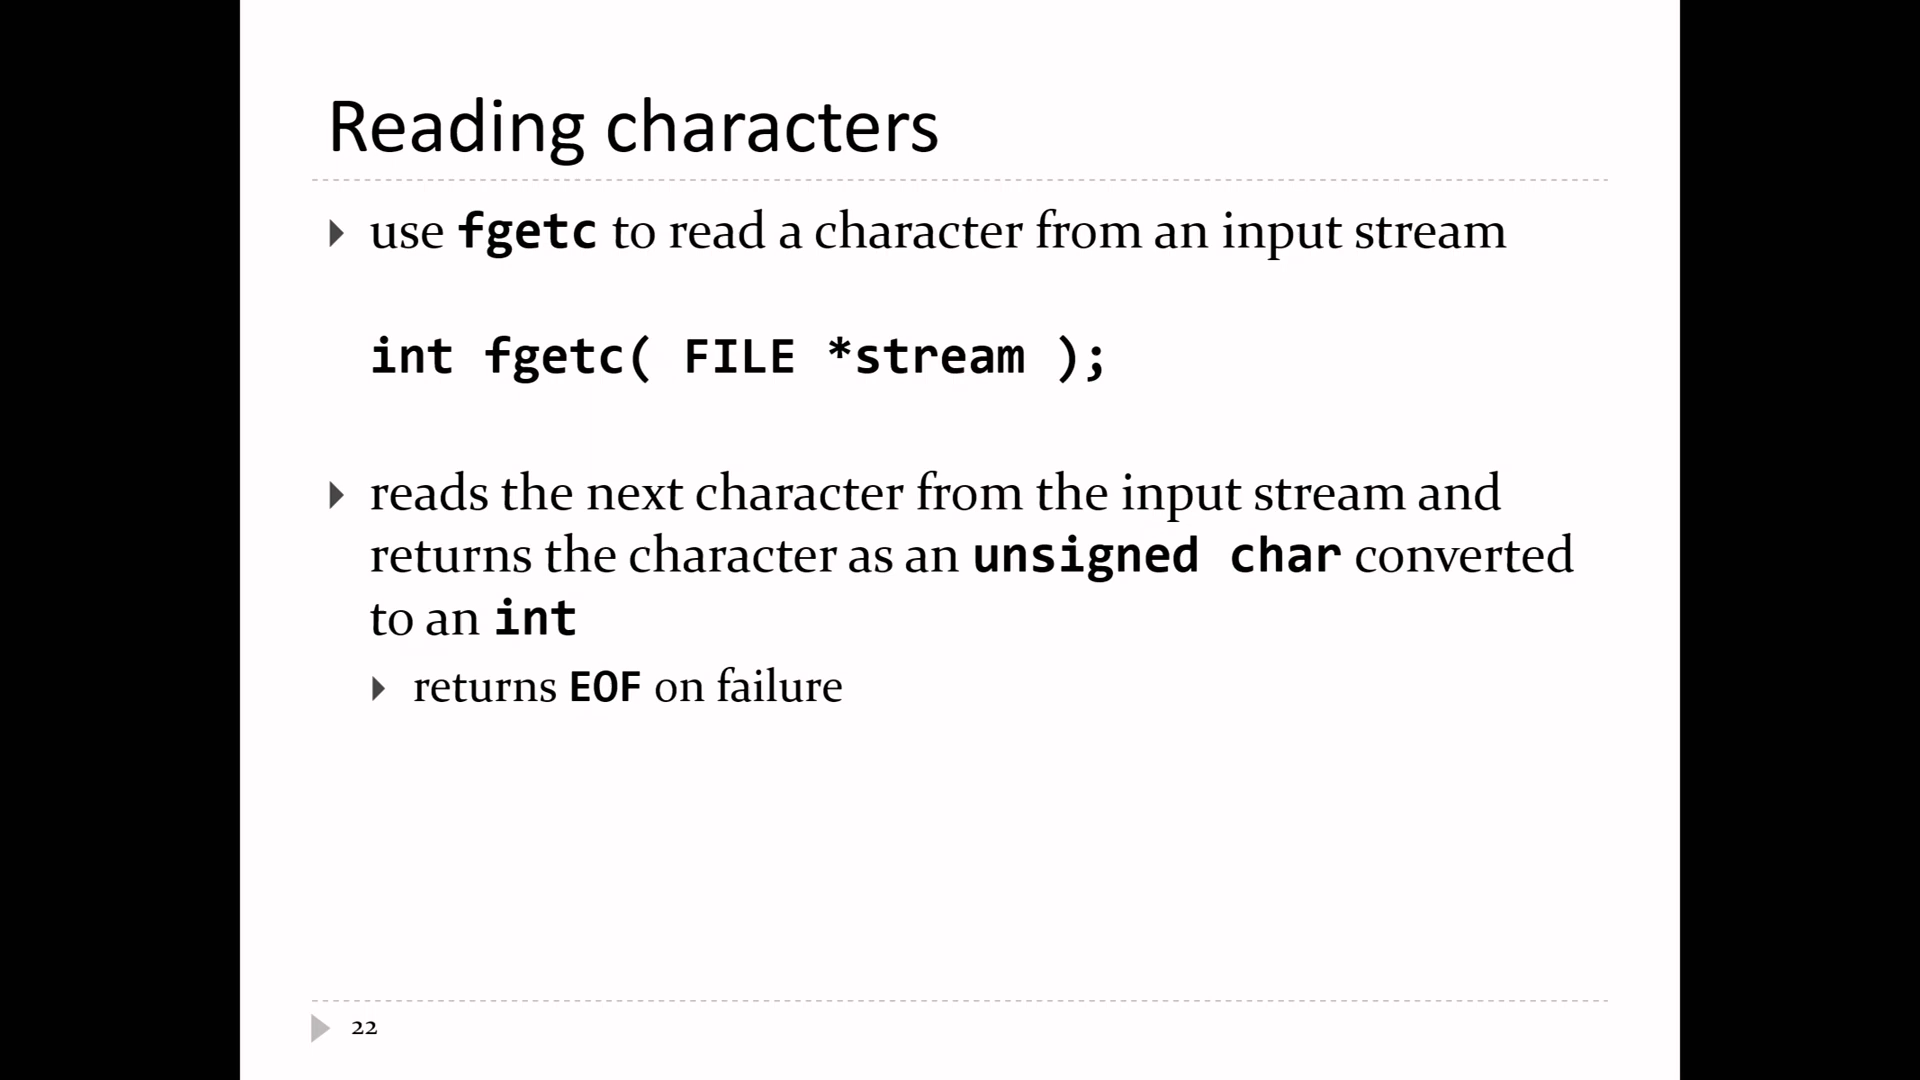 Reading characters
use fgetc to read a character from an input stream
int fgetc( FILE *stream );
reads the next character from the input stream and
returns the character as an unsigned char converted
to an int
returns EOF on failure
22